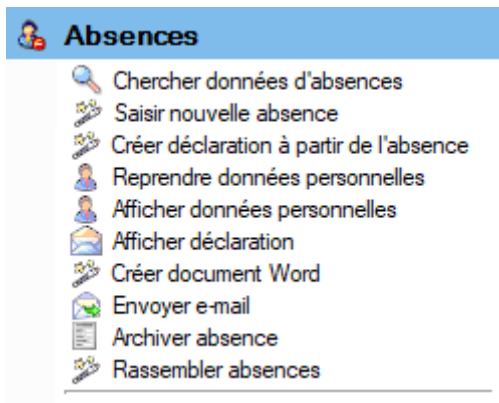 Absences
Chercher données d'absences
Saisir nouvelle absence
Créer déclaration à partir de l'absence
Reprendre données personnelles
Afficher données personnelles
Afficher déclaration
Créer document Word
Envoyer e-mail
Archiver absence
Rassembler absences